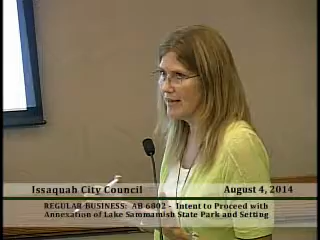 Issaquah City Council August 4, 2014
REGULAR BUSINESS: AB 6802 - Intent to Proceed with
Annexation of Lake Sammamish State Park and Setting